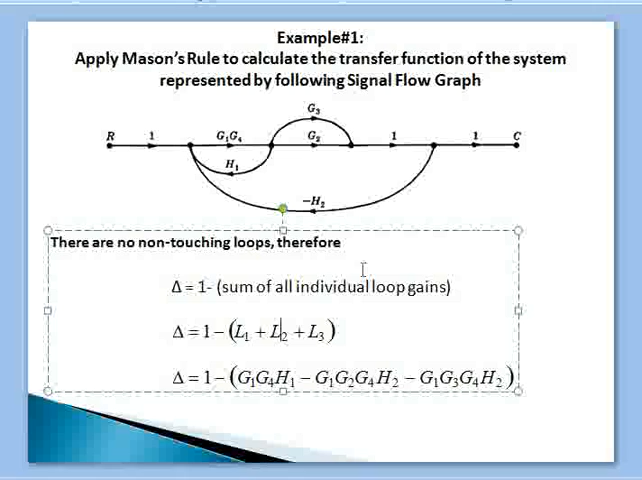 Example#1:
Apply Mason's Rule to calculate the transfer function of the system
represented by following Signal Flow Graph
G₃
R 1 G₁G₄ G₂ 1 1 C
H₁
−H₂
There are no non-touching loops, therefore
Δ = 1- (sum of all individual loop gains)
Δ = 1 − (L₁ + L₂ + L₃)
Δ = 1 − (G₁G₄H₁ − G₁G₂G₄H₂ − G₁G₃G₄H₂)